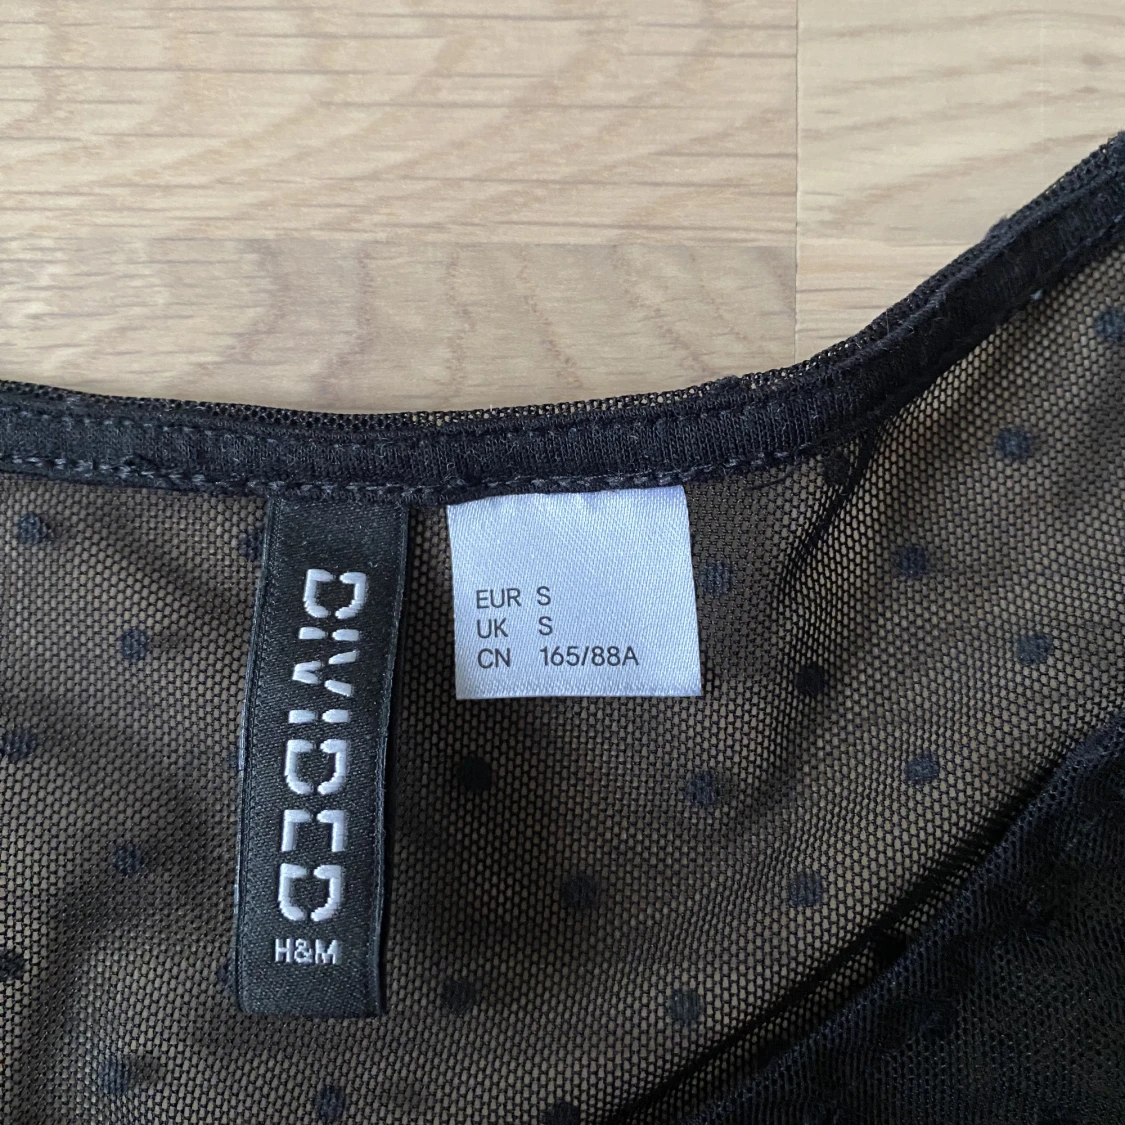 DIVIDED
H&M
EUR S
UK S
CN 165/88A